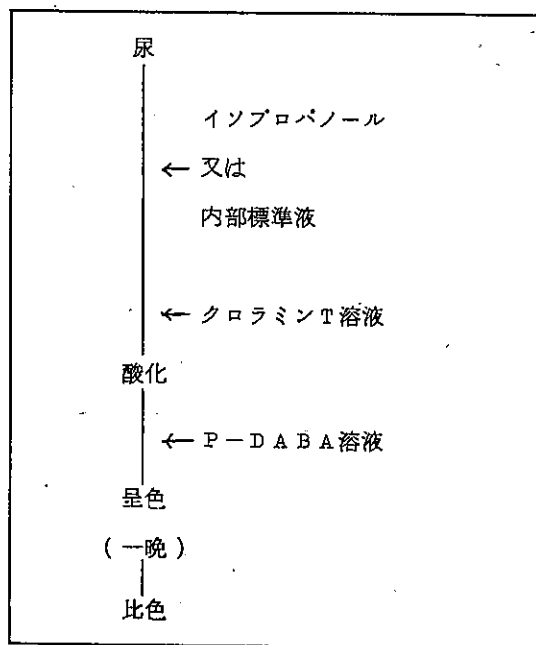 尿
イソプロパノール
← 又は
内部標準液
← クロラミンT溶液
酸化
← P－DABA溶液
呈色
(一晩)
比色